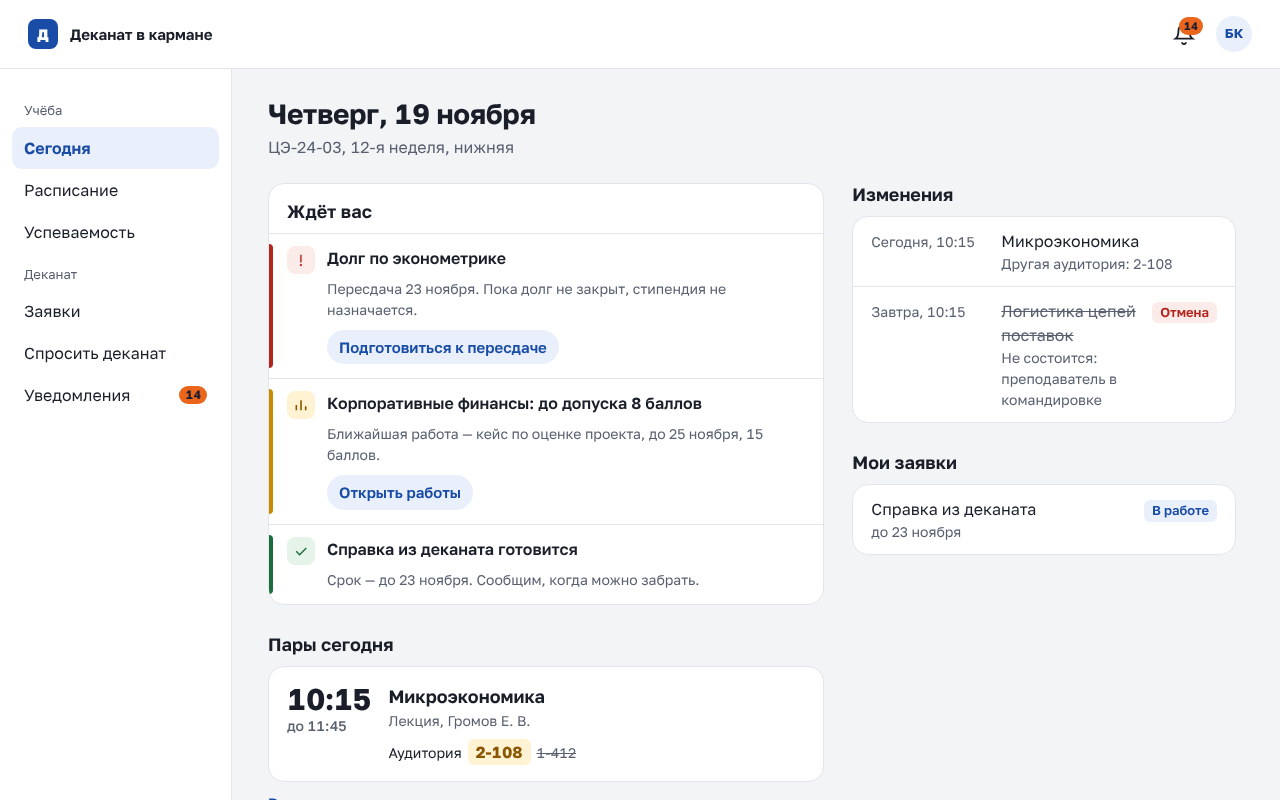 Д
Деканат в кармане
14
БК
Учёба
Сегодня
Расписание
Успеваемость
Деканат
Заявки
Спросить деканат
Уведомления 14
Четверг, 19 ноября
ЦЭ-24-03, 12-я неделя, нижняя
Ждёт вас
!
Долг по эконометрике
Пересдача 23 ноября. Пока долг не закрыт, стипендия не
назначается.
Подготовиться к пересдаче
Корпоративные финансы: до допуска 8 баллов
Ближайшая работа — кейс по оценке проекта, до 25 ноября, 15
баллов.
Открыть работы
Справка из деканата готовится
Срок — до 23 ноября. Сообщим, когда можно забрать.
Пары сегодня
10:15
до 11:45
Микроэкономика
Лекция, Громов Е. В.
Аудитория 2-108 1-412
Изменения
Сегодня, 10:15
Микроэкономика
Другая аудитория: 2-108
Завтра, 10:15
Логистика цепей
поставок
Отмена
Не состоится:
преподаватель в
командировке
Мои заявки
Справка из деканата
В работе
до 23 ноября